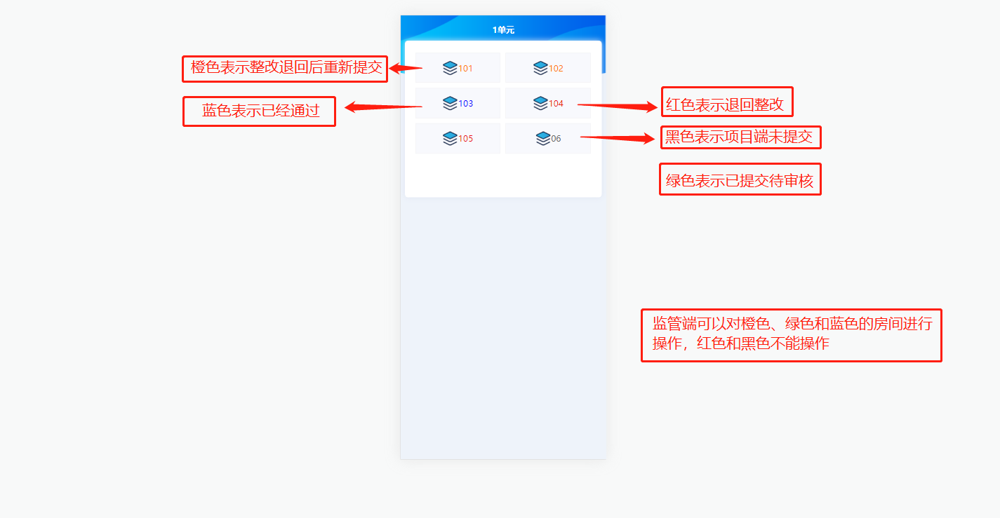 1单元
橙色表示整改退回后重新提交
101
102
蓝色表示已经通过
103
104
红色表示退回整改
105
06
黑色表示项目端未提交
绿色表示已提交待审核
监管端可以对橙色、绿色和蓝色的房间进行
操作，红色和黑色不能操作